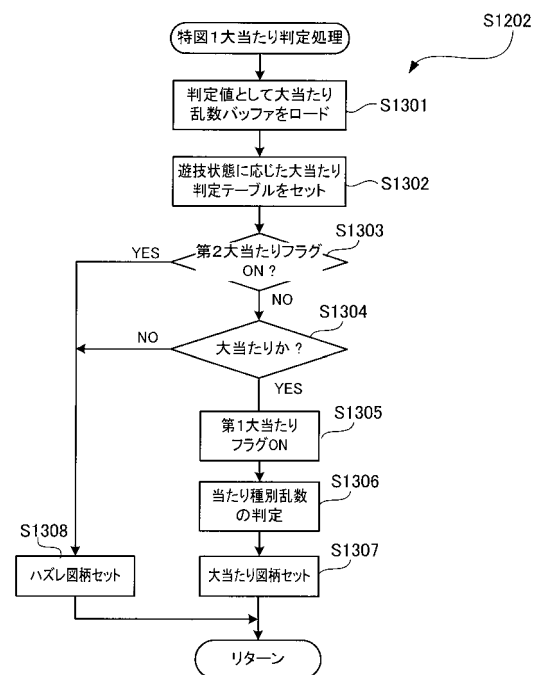 S1202
特図1大当たり判定処理
判定値として大当たり
乱数バッファをロード
S1301
遊技状態に応じた大当たり
判定テーブルをセット
S1302
第2大当たりフラグ
ON?
S1303
YES
NO
大当たりか?
S1304
NO
YES
第1大当たり
フラグON
S1305
当たり種別乱数
の判定
S1306
大当たり図柄セット
S1307
ハズレ図柄セット
S1308
リターン